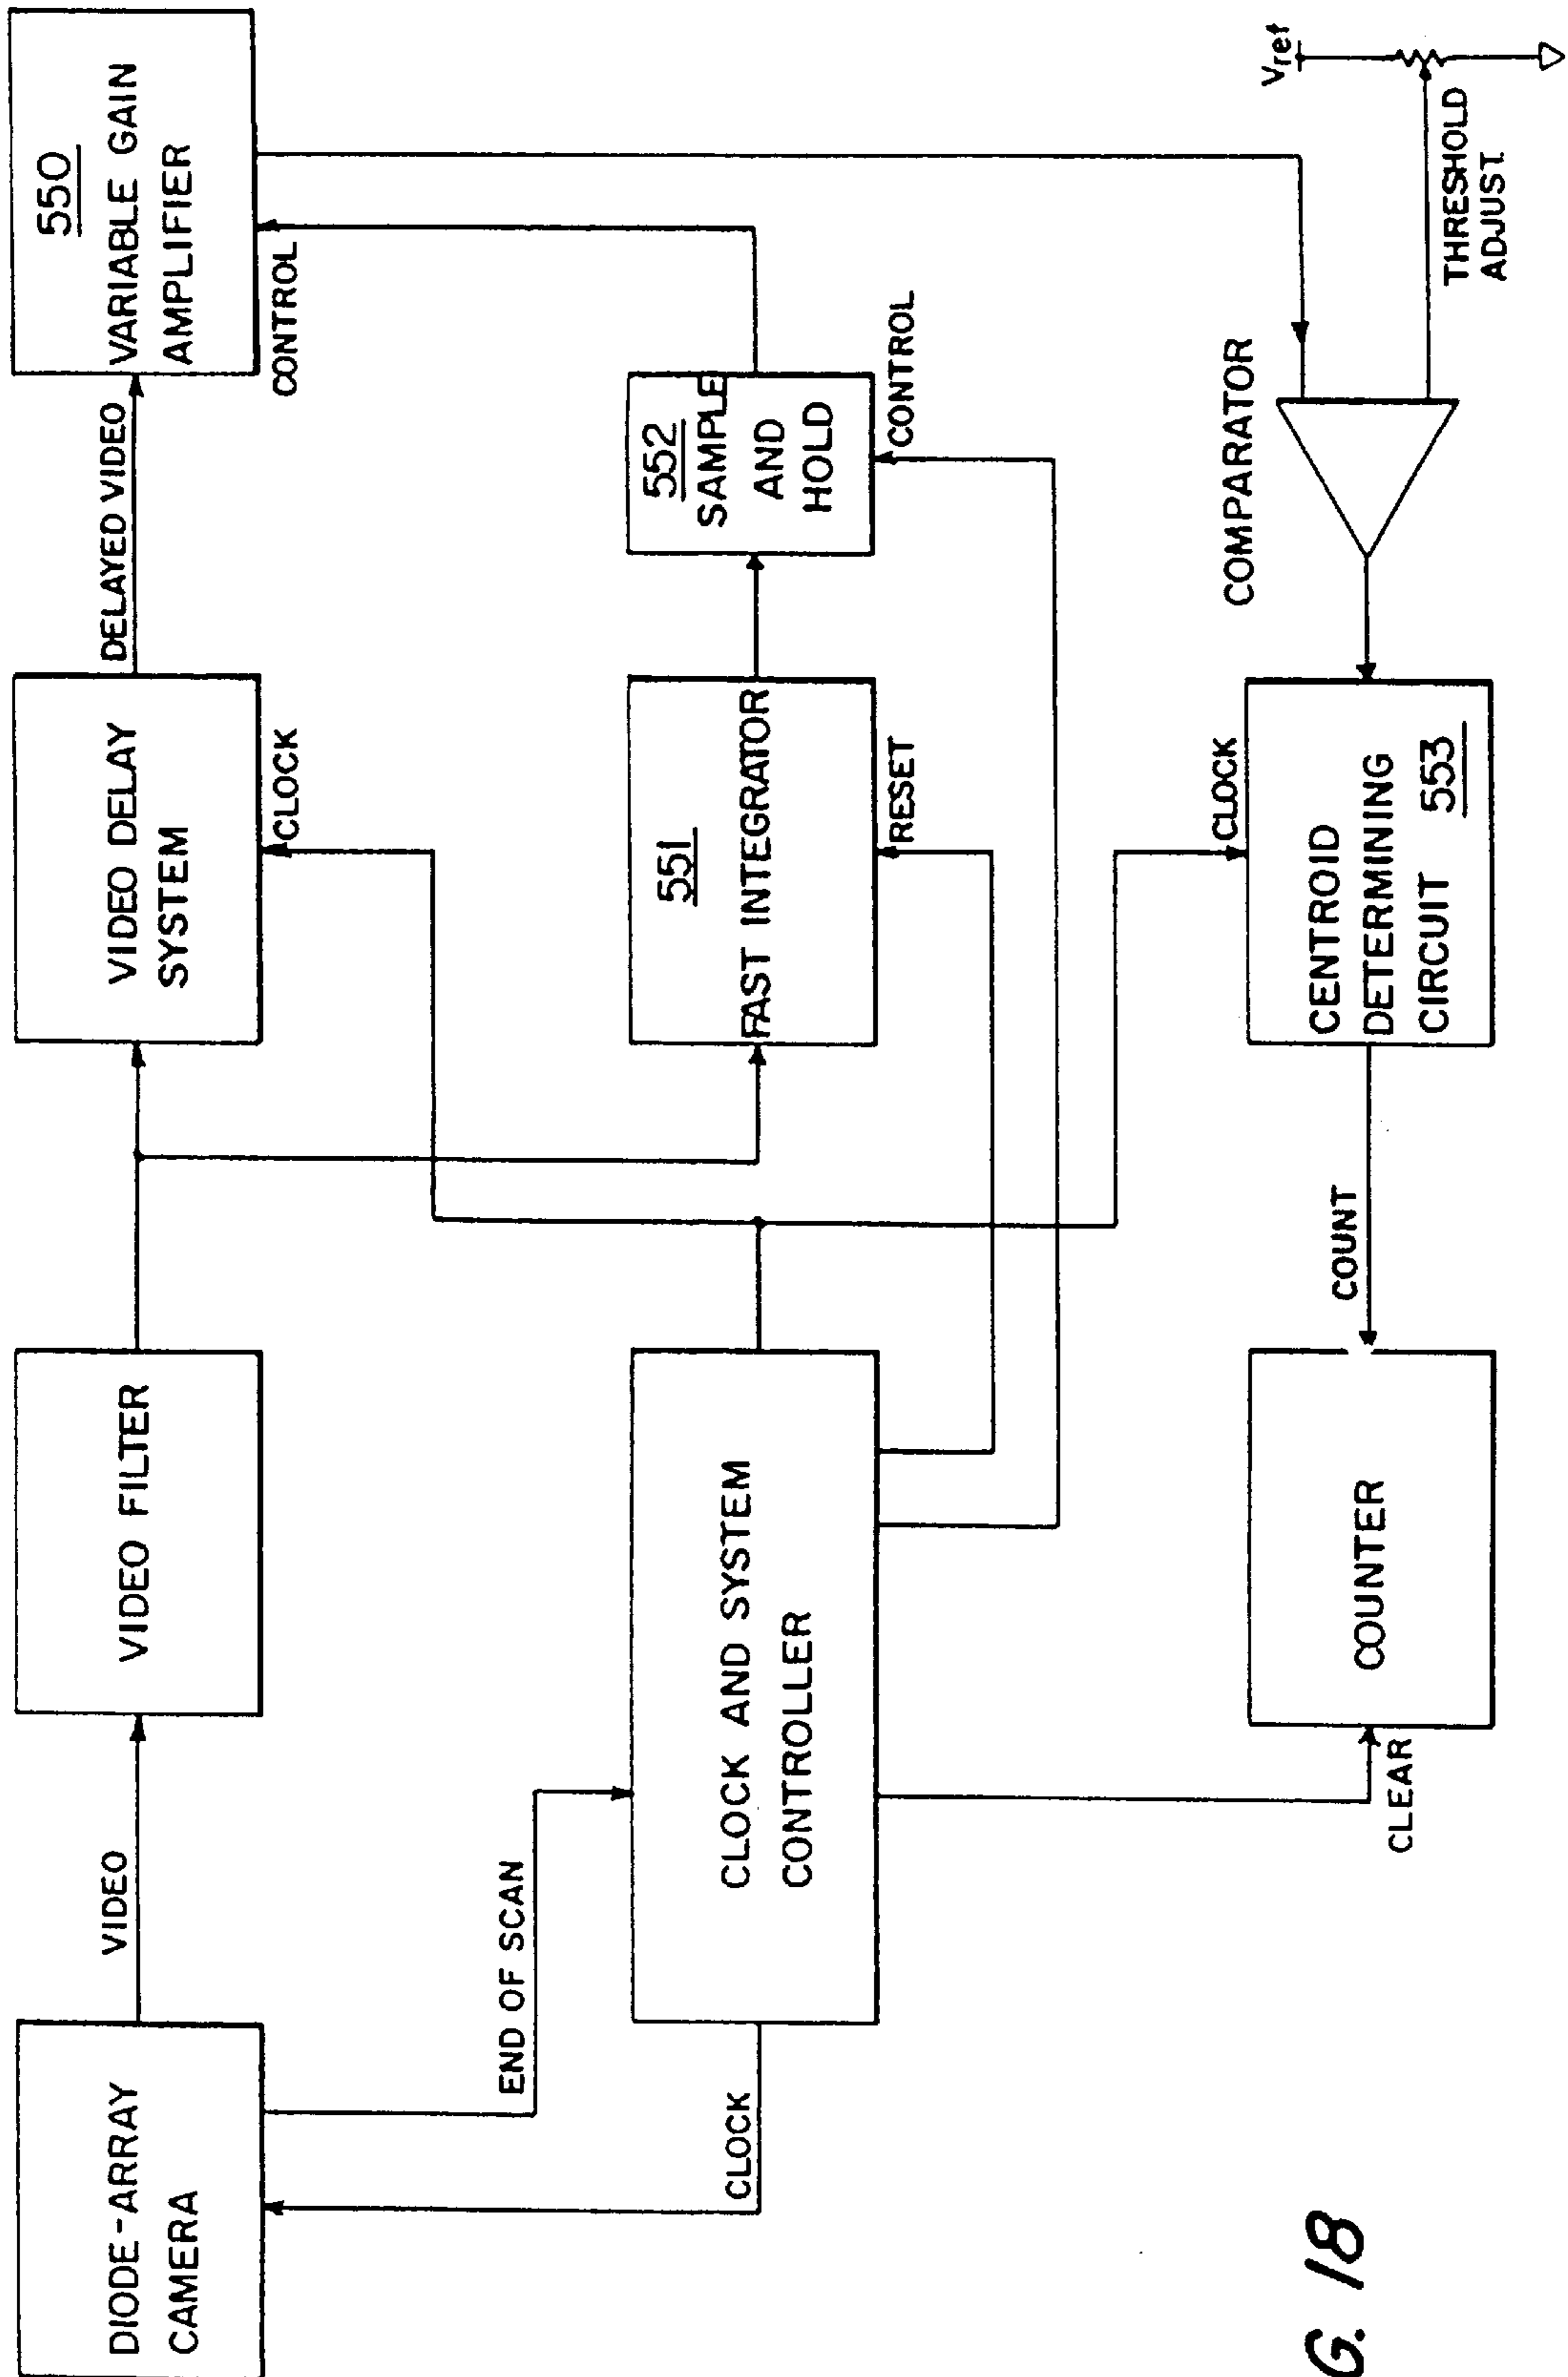 DIODE-ARRAY
CAMERA
VIDEO
VIDEO FILTER
VIDEO DELAY
SYSTEM
CLOCK
DELAYED VIDEO
550
VARIABLE GAIN
AMPLIFIER
CONTROL
END OF SCAN
CLOCK
CLOCK AND SYSTEM
CONTROLLER
551
FAST INTEGRATOR
RESET
552
SAMPLE
AND
HOLD
CONTROL
CLEAR
COUNTER
COUNT
CLOCK
CENTROID
DETERMINING
CIRCUIT 553
COMPARATOR
Vref
THRESHOLD
ADJUST.
G. 18